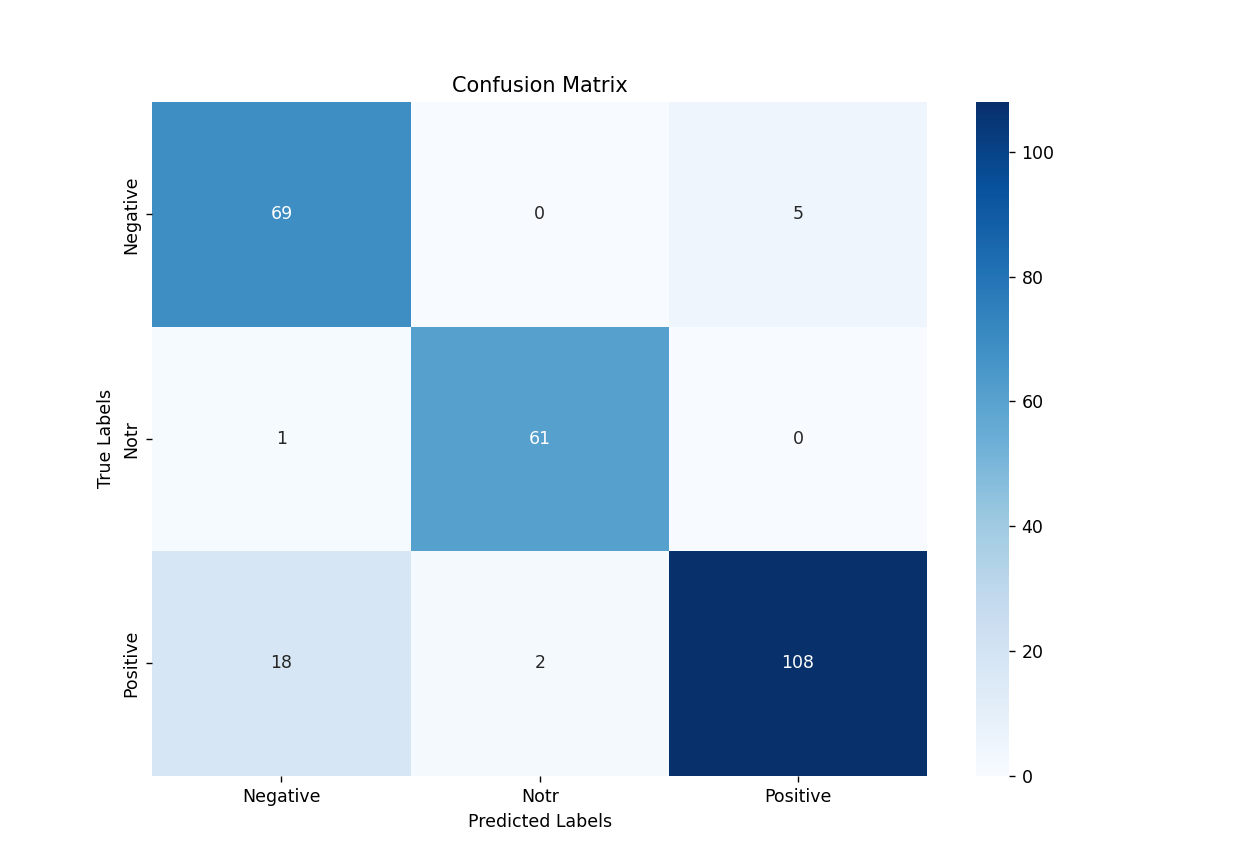 Confusion Matrix
True Labels
Negative
69 0 5
Notr
1 61 0
Positive
18 2 108
Negative Notr Positive
Predicted Labels
100
80
60
40
20
0